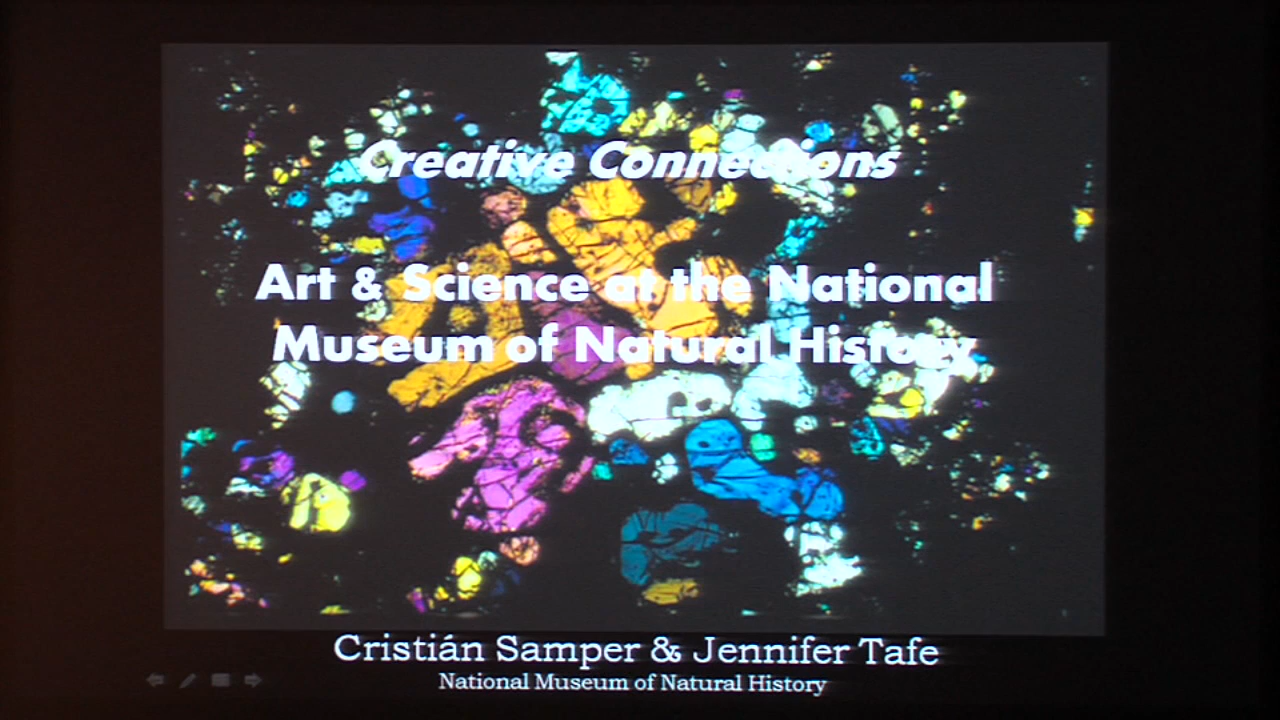 Creative Connections
Art & Science at the National
Museum of Natural History
Cristián Samper & Jennifer Tafe
National Museum of Natural History